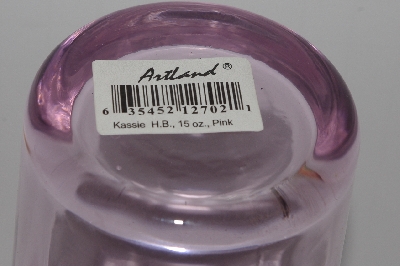 Artland®
6 35452 12702 1
Kassie H.B., 15 oz., Pink